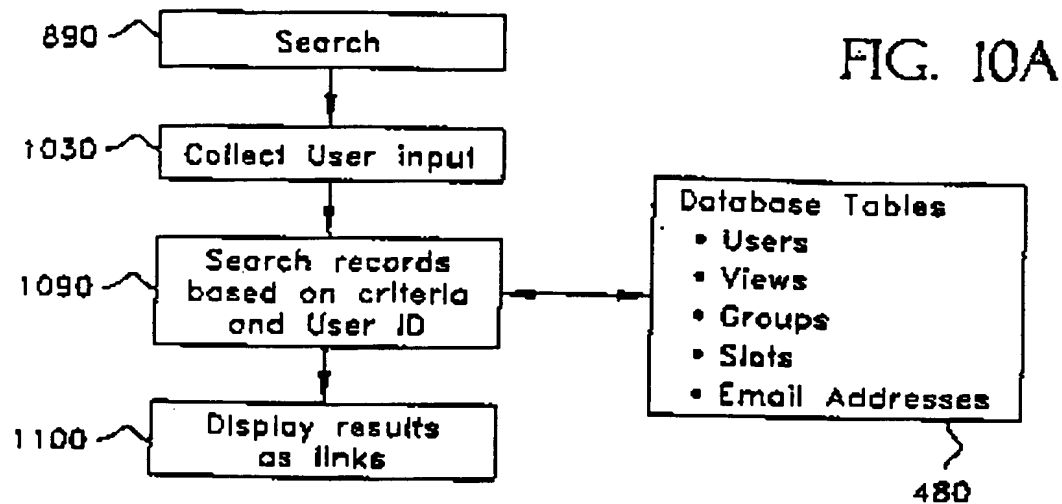 FIG. 10A
890
Search
1030
Collect User input
1090
Search records
based on criteria
and User ID
Database Tables
• Users
• Views
• Groups
• Slots
• Email Addresses
480
1100
Display results
as links